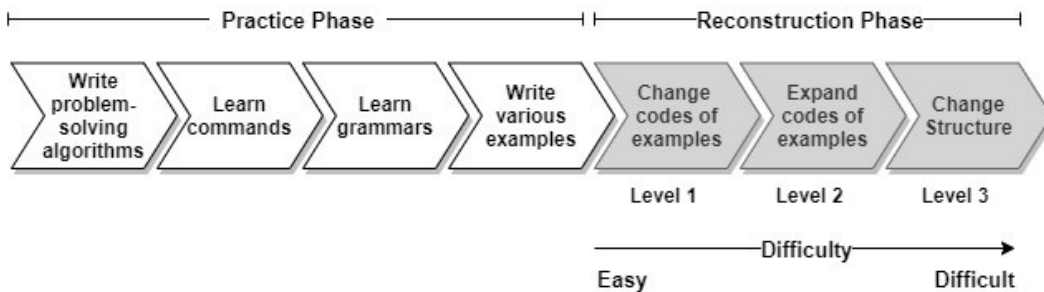 Practice Phase
Reconstruction Phase
Write
problem-
solving
algorithms
Learn
commands
Learn
grammars
Write
various
examples
Change
codes of
examples
Expand
codes of
examples
Change
Structure
Level 1
Level 2
Level 3
Difficulty
Easy
Difficult